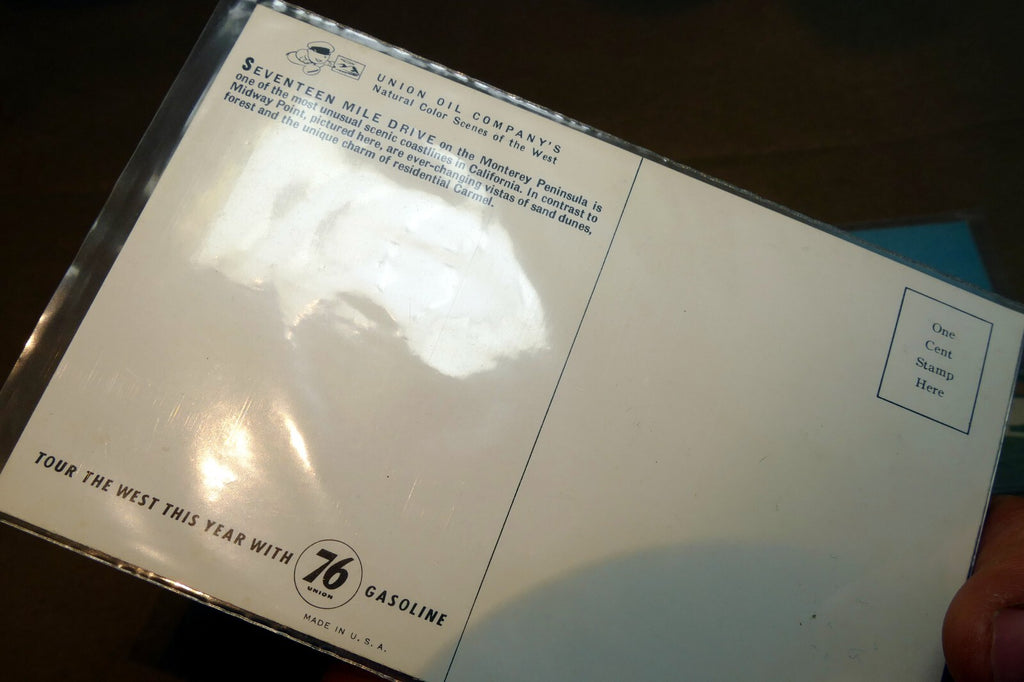 UNION OIL COMPANY'S
Natural Color Scenes of the West
SEVENTEEN MILE DRIVE on the Monterey Peninsula is
one of the most unusual scenic coastlines in California. In contrast to
Midway Point, pictured here, are ever-changing vistas of sand dunes,
forest and the unique charm of residential Carmel.
One
Cent
Stamp
Here
TOUR THE WEST THIS YEAR WITH 76 UNION GASOLINE
MADE IN U. S. A.